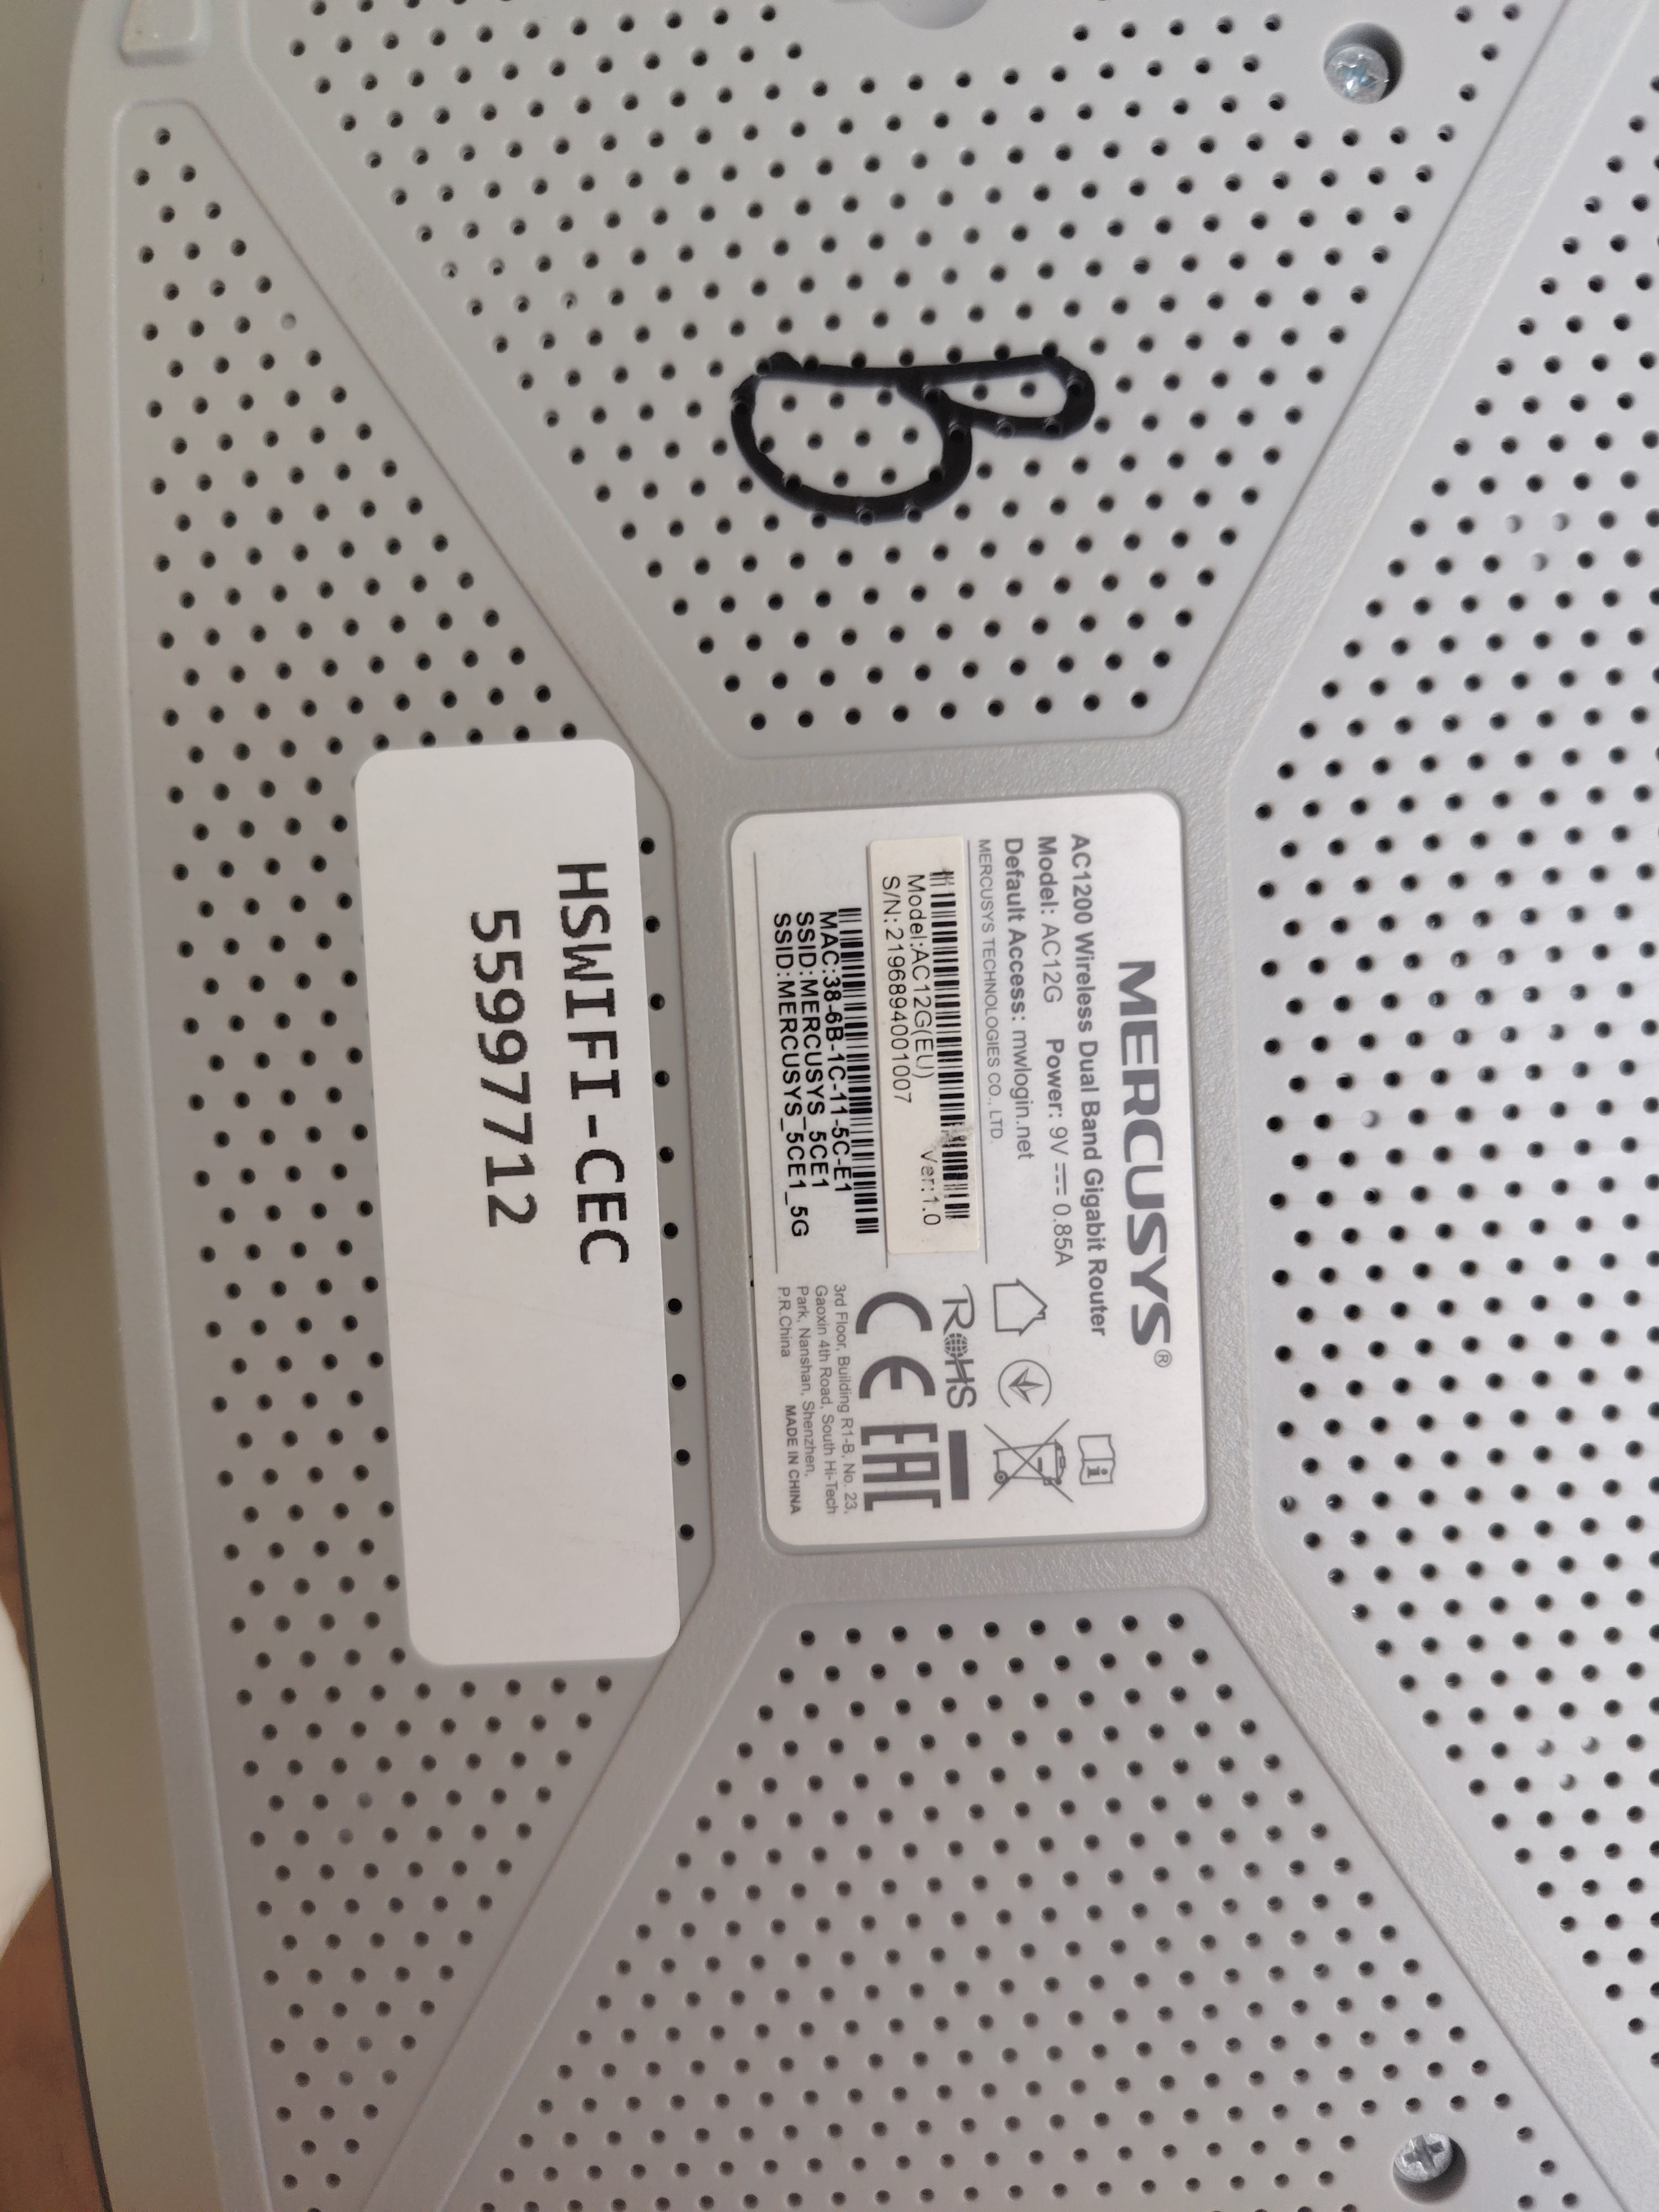 MERCUSYS®
AC1200 Wireless Dual Band Gigabit Router
Model: AC12G Power: 9V⎓0.85A
Default Access: mwlogin.net
MERCUSYS TECHNOLOGIES CO., LTD.
Model:AC12G(EU) Ver:1.0
S/N:2196894001007
MAC:38-6B-1C-11-5C-E1
SSID:MERCUSYS_5CE1
SSID:MERCUSYS_5CE1_5G
i
RoHS
CE EAC
3rd Floor, Building R1-B, No. 23,
Gaoxin 4th Road, South Hi-Tech
Park, Nanshan, Shenzhen,
P.R.China MADE IN CHINA
HSWIFI-CEC
55997712
B